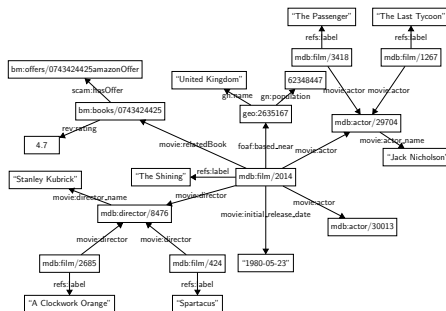 "The Passenger"
"The Last Tycoon"
refs:label
refs:label
bm:offers/0743424425amazonOffer
mdb:film/3418
mdb:film/1267
"United Kingdom"
62348447
scam:hasOffer
gn:name
gn:population
movie:actor
movie:actor
bm:books/0743424425
geo:2635167
mdb:actor/29704
rev:rating
movie:relatedBook
foaf:based_near
movie:actor
movie:actor_name
4.7
"Jack Nicholson"
"Stanley Kubrick"
"The Shining"
refs:label
mdb:film/2014
movie:director_name
movie:director
movie:actor
mdb:director/8476
movie:initial_release_date
mdb:actor/30013
movie:director
movie:director
mdb:film/2685
mdb:film/424
"1980-05-23"
refs:label
refs:label
"A Clockwork Orange"
"Spartacus"